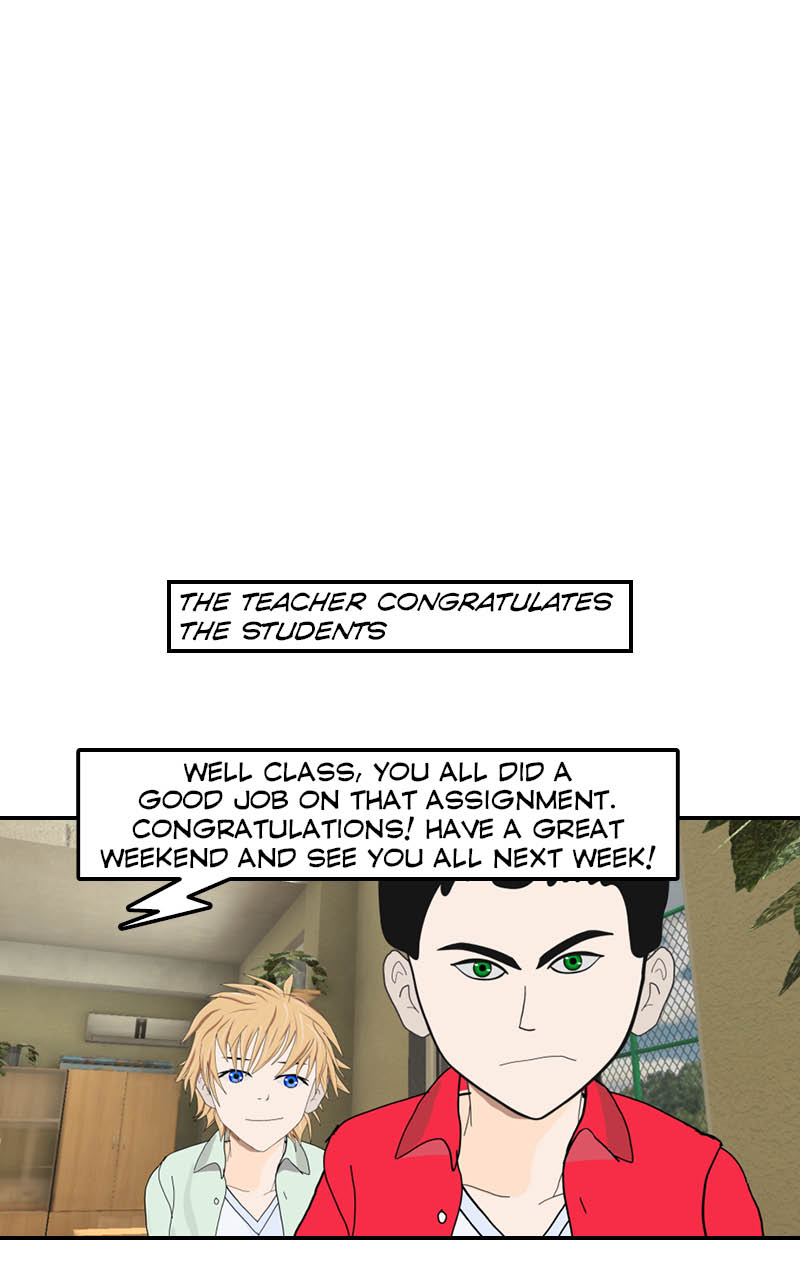 THE TEACHER CONGRATULATES
THE STUDENTS
WELL CLASS, YOU ALL DID A
GOOD JOB ON THAT ASSIGNMENT.
CONGRATULATIONS! HAVE A GREAT
WEEKEND AND SEE YOU ALL NEXT WEEK!